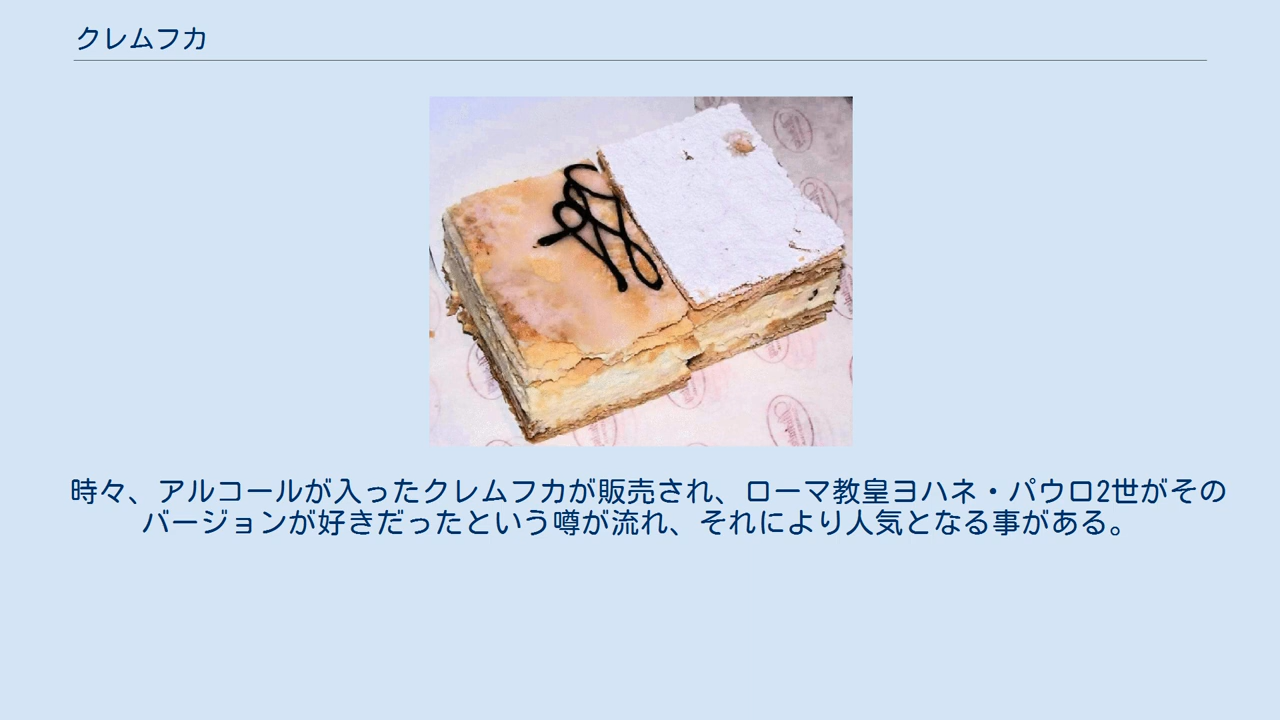 クレムフカ
時々、アルコールが入ったクレムフカが販売され、ローマ教皇ヨハネ・パウロ2世がその
バージョンが好きだったという噂が流れ、それにより人気となる事がある。